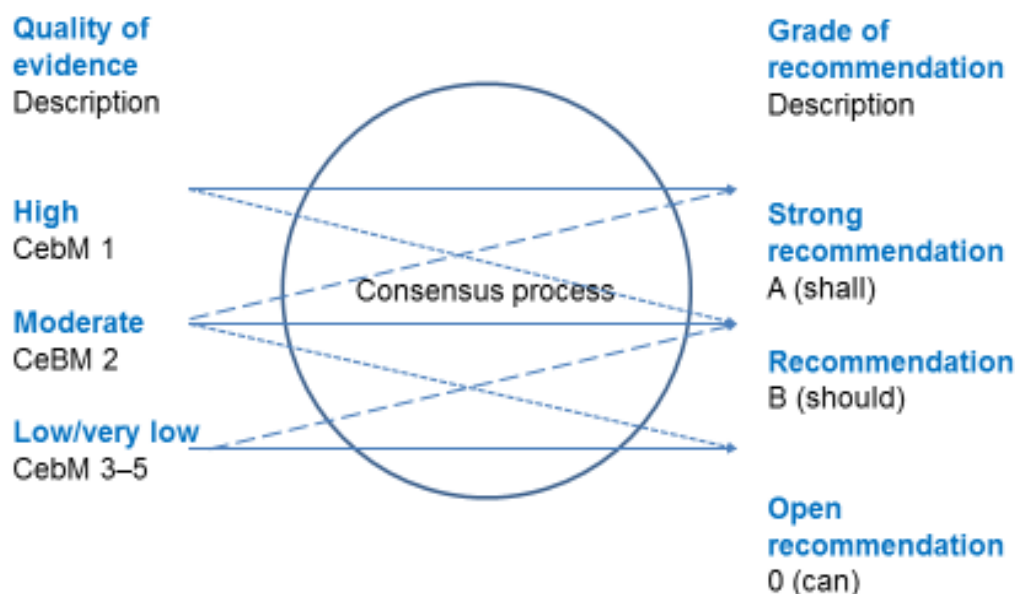 Quality of
evidence
Description
High
CebM 1
Moderate
CeBM 2
Low/very low
CebM 3–5
Consensus process
Grade of
recommendation
Description
Strong
recommendation
A (shall)
Recommendation
B (should)
Open
recommendation
0 (can)